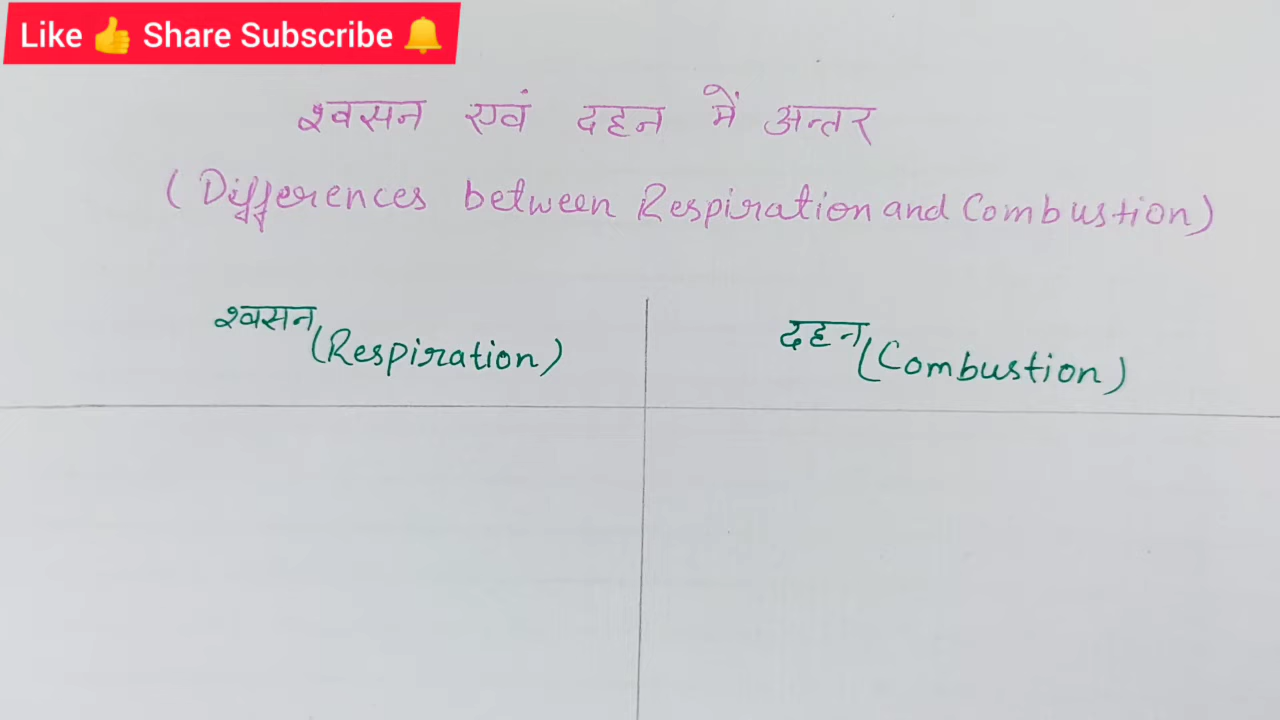 Like 👍 Share Subscribe 🔔
श्वसन एवं दहन में अन्तर
(Differences between Respiration and Combustion)
श्वसन (Respiration)
दहन (Combustion)